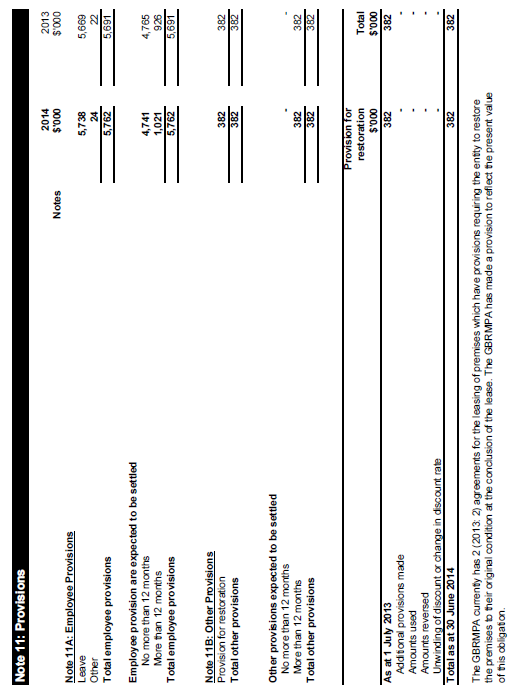 Note 11: Provisions
2014 2013
Notes $'000 $'000
Note 11A: Employee Provisions
Leave 5,738 5,669
Other 24 22
Total employee provisions 5,762 5,691
Employee provision are expected to be settled
No more than 12 months 4,741 4,765
More than 12 months 1,021 926
Total employee provisions 5,762 5,691
Note 11B: Other Provisions
Provision for restoration 382 382
Total other provisions 382 382
Other provisions expected to be settled
No more than 12 months - -
More than 12 months 382 382
Total other provisions 382 382
Provision for
restoration Total
$'000 $'000
As at 1 July 2013 382 382
Additional provisions made - -
Amounts used - -
Amounts reversed - -
Unwinding of discount or change in discount rate - -
Total as at 30 June 2014 382 382
The GBRMPA currently has 2 (2013: 2) agreements for the leasing of premises which have provisions requiring the entity to restore
the premises to their original condition at the conclusion of the lease. The GBRMPA has made a provision to reflect the present value
of this obligation.